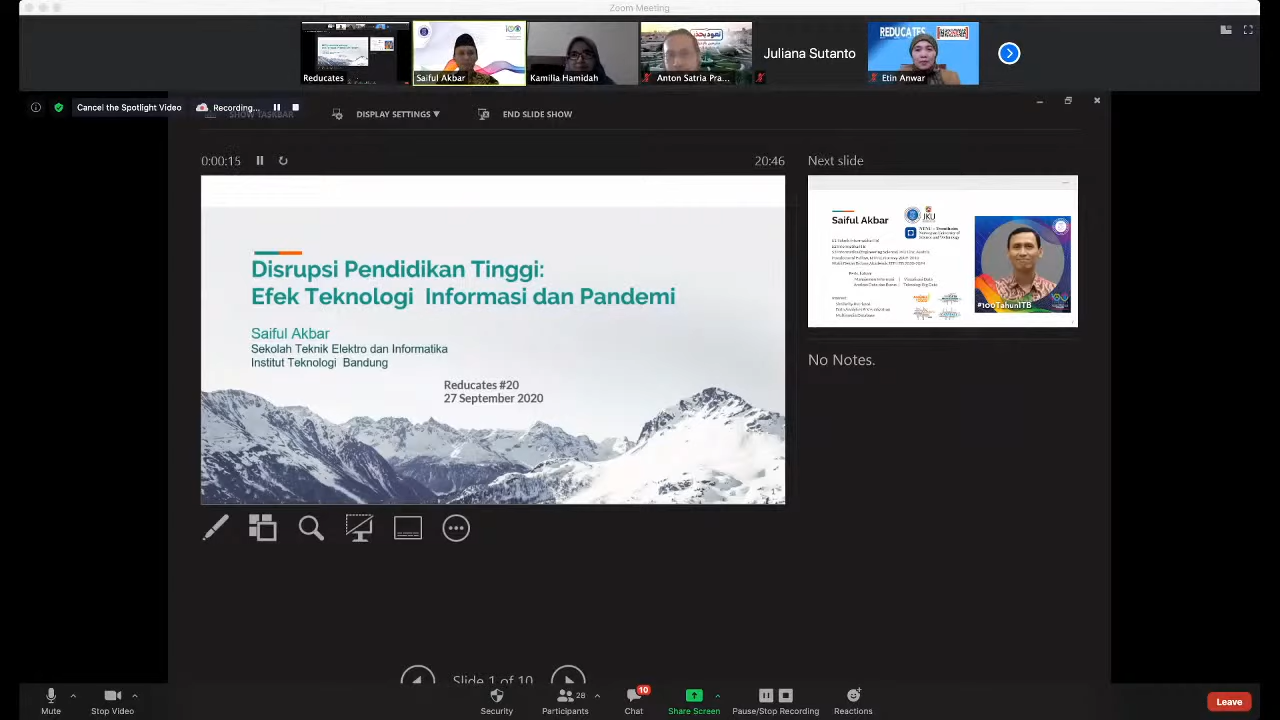 Zoom Meeting
Reducates
Saiful Akbar
Kamilia Hamidah
Anton Satria Pra...
Juliana Sutanto
REDUCATES
Etin Anwar
Cancel the Spotlight Video
Recording...
SHOW TASKBAR
DISPLAY SETTINGS ▼
END SLIDE SHOW
0:00:15
20:46
Next slide
Disrupsi Pendidikan Tinggi:
Efek Teknologi Informasi dan Pandemi
Saiful Akbar
Sekolah Teknik Elektro dan Informatika
Institut Teknologi Bandung
Reducates #20
27 September 2020
Saiful Akbar
JKU
#100TahunITB
No Notes.
Slide 1 of 10
Mute
Stop Video
Security
28
Participants
10
Chat
Share Screen
Pause/Stop Recording
Reactions
Leave